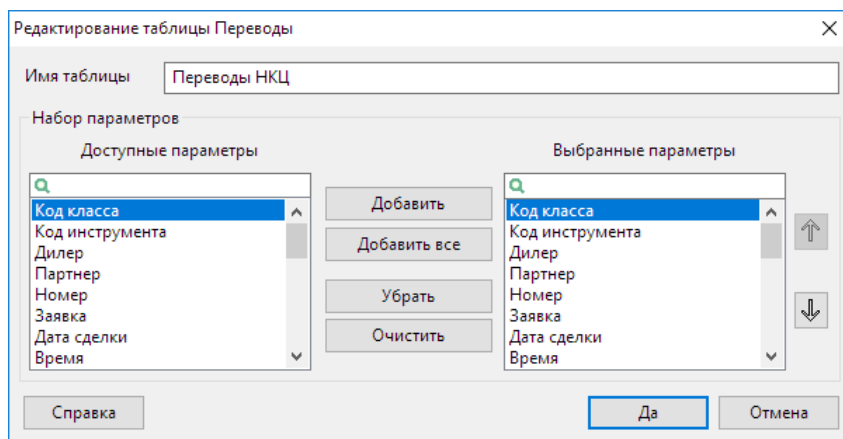 Редактирование таблицы Переводы
Имя таблицы Переводы НКЦ
Набор параметров
Доступные параметры
Код класса
Код инструмента
Дилер
Партнер
Номер
Заявка
Дата сделки
Время
Добавить
Добавить все
Убрать
Очистить
Выбранные параметры
Код класса
Код инструмента
Дилер
Партнер
Номер
Заявка
Дата сделки
Время
Справка
Да
Отмена